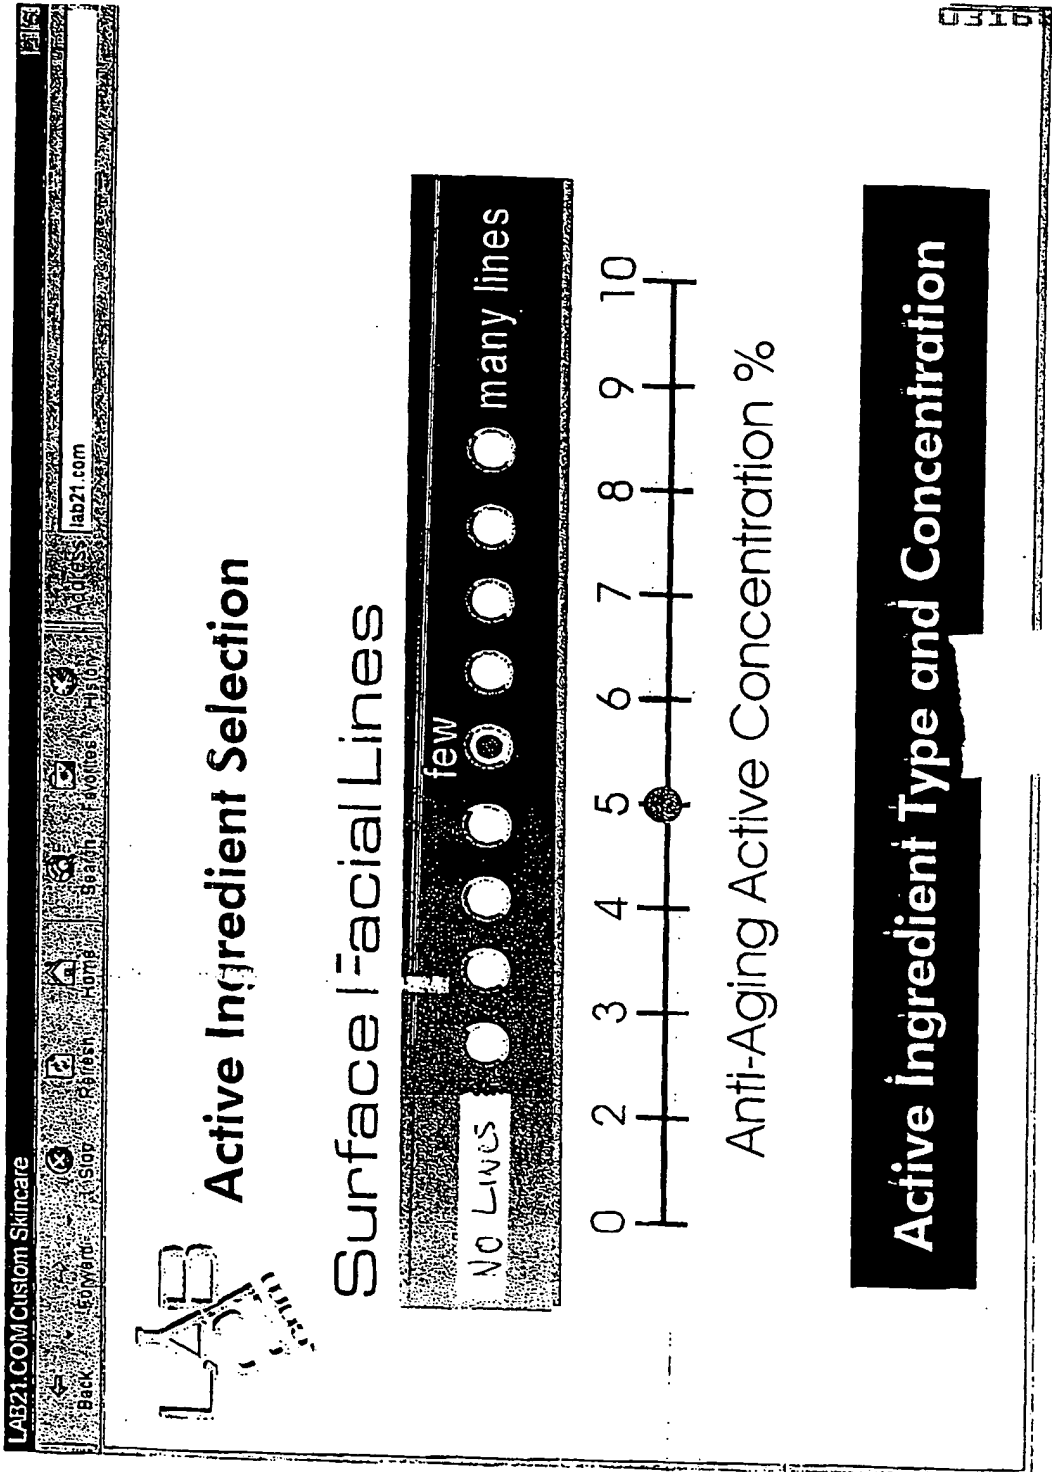 LAB21.COM Custom Skincare
Back Forward Stop Refresh Home Search Favorites History Address lab21.com
LAB
Active Ingredient Selection
Surface Facial Lines
few
No Lines many lines
0 2 3 4 5 6 7 8 9 10
Anti-Aging Active Concentration %
Active Ingredient Type and Concentration